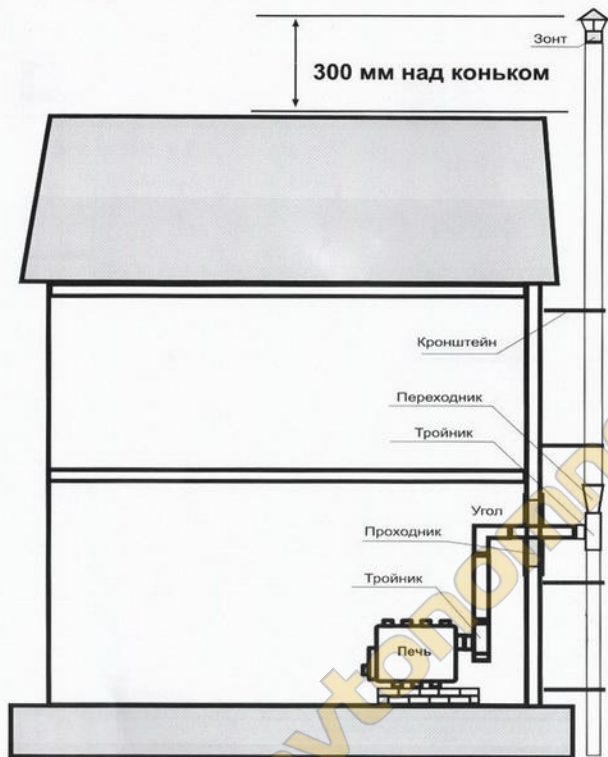 Зонт
300 мм над коньком
Кронштейн
Переходник
Тройник
Угол
Проходник
Тройник
Печь